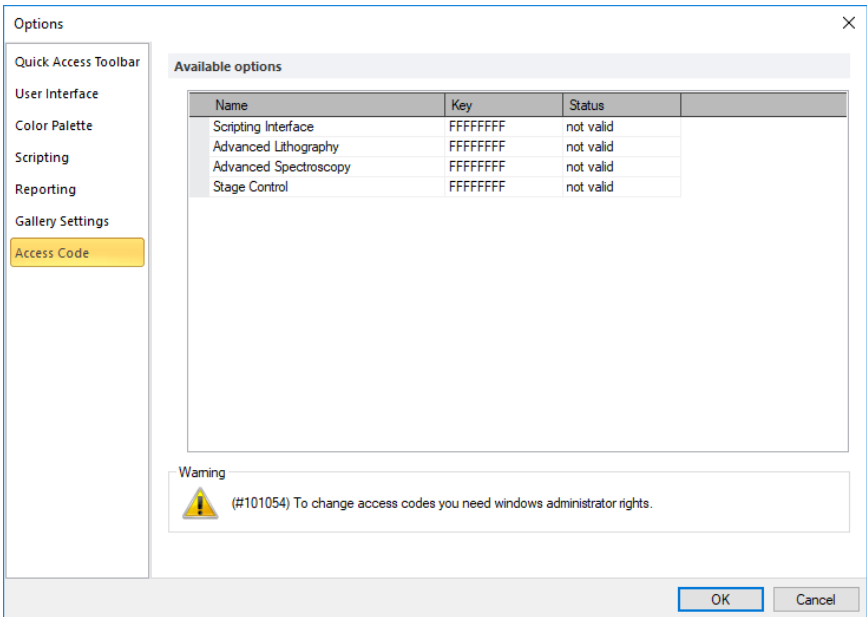 Options
Quick Access Toolbar
User Interface
Color Palette
Scripting
Reporting
Gallery Settings
Access Code
Available options
Name Key Status
Scripting Interface FFFFFFFF not valid
Advanced Lithography FFFFFFFF not valid
Advanced Spectroscopy FFFFFFFF not valid
Stage Control FFFFFFFF not valid
Warning
(#101054) To change access codes you need windows administrator rights.
OK Cancel